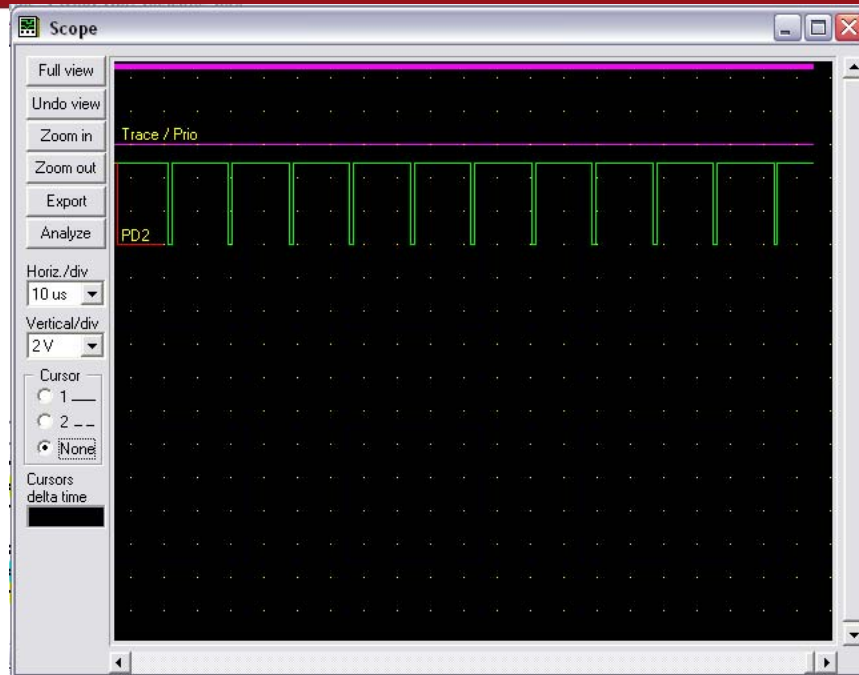 Scope
Full view
Undo view
Zoom in
Zoom out
Export
Analyze
Horiz./div
10 us
Vertical/div
2 V
Cursor
1 ___
2 _ _
None
Cursors
delta time
Trace / Prio
PD2